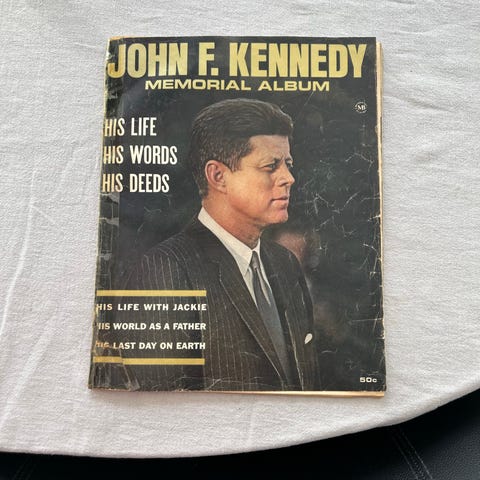 JOHN F. KENNEDY
MEMORIAL ALBUM
MB
HIS LIFE
HIS WORDS
HIS DEEDS
HIS LIFE WITH JACKIE
HIS WORLD AS A FATHER
HIS LAST DAY ON EARTH
50c